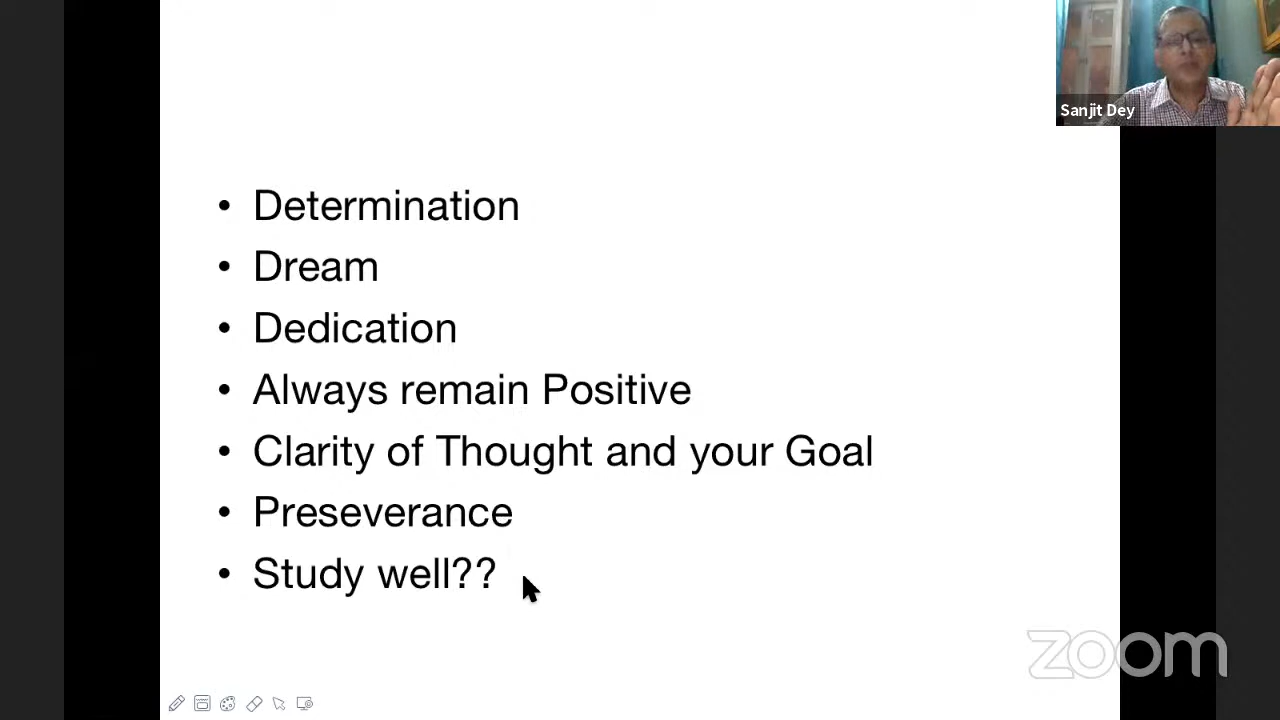 Sanjit Dey
• Determination
• Dream
• Dedication
• Always remain Positive
• Clarity of Thought and your Goal
• Preseverance
• Study well??
zoom